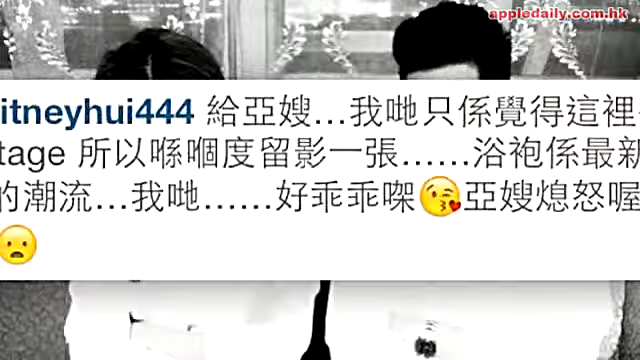 appledaily.com.hk
itneyhui444 給亞嫂...我哋只係覺得這裡
tage 所以喺嗰度留影一張......浴袍係最新
的潮流...我哋......好乖乖㗎😘亞嫂熄怒喔
😦